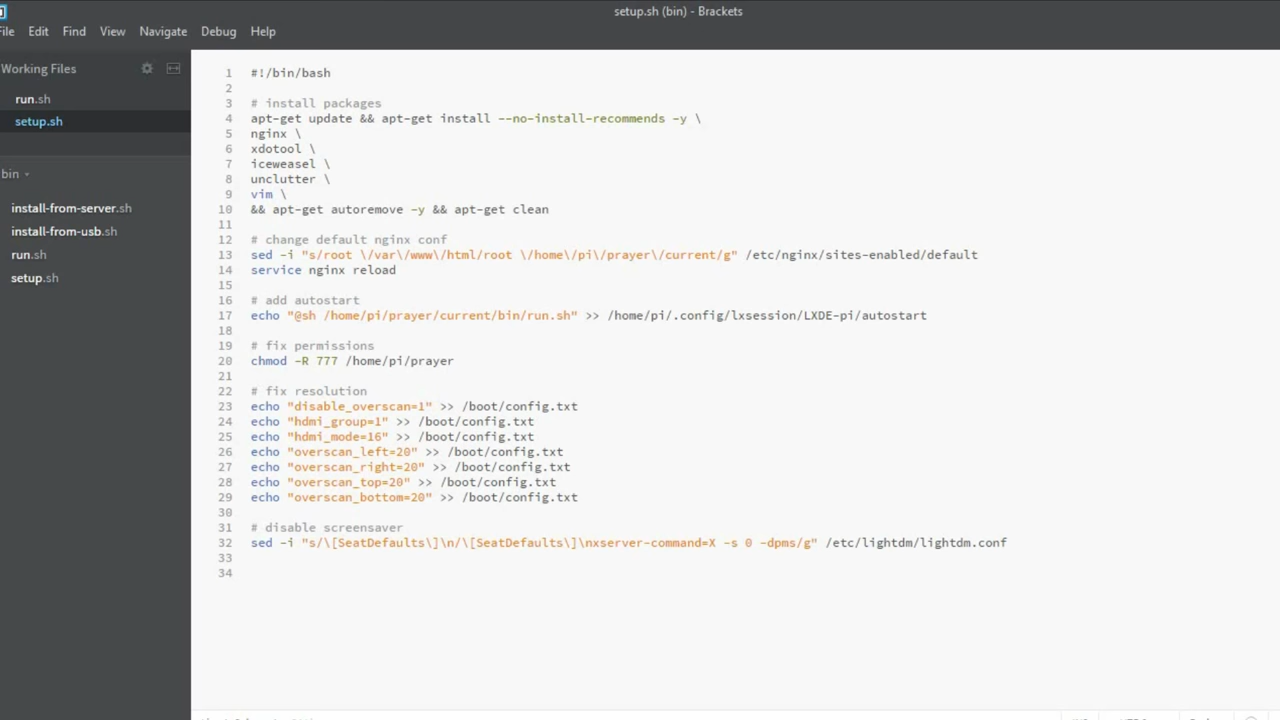 setup.sh (bin) - Brackets
File Edit Find View Navigate Debug Help
Working Files
run.sh
setup.sh
bin
install-from-server.sh
install-from-usb.sh
run.sh
setup.sh
1 #!/bin/bash
2
3 # install packages
4 apt-get update && apt-get install --no-install-recommends -y \
5 nginx \
6 xdotool \
7 iceweasel \
8 unclutter \
9 vim \
10 && apt-get autoremove -y && apt-get clean
11
12 # change default nginx conf
13 sed -i "s/root \/var\/www\/html/root \/home\/pi\/prayer\/current/g" /etc/nginx/sites-enabled/default
14 service nginx reload
15
16 # add autostart
17 echo "@sh /home/pi/prayer/current/bin/run.sh" >> /home/pi/.config/lxsession/LXDE-pi/autostart
18
19 # fix permissions
20 chmod -R 777 /home/pi/prayer
21
22 # fix resolution
23 echo "disable_overscan=1" >> /boot/config.txt
24 echo "hdmi_group=1" >> /boot/config.txt
25 echo "hdmi_mode=16" >> /boot/config.txt
26 echo "overscan_left=20" >> /boot/config.txt
27 echo "overscan_right=20" >> /boot/config.txt
28 echo "overscan_top=20" >> /boot/config.txt
29 echo "overscan_bottom=20" >> /boot/config.txt
30
31 # disable screensaver
32 sed -i "s/\[SeatDefaults\]\n/\[SeatDefaults\]\nxserver-command=X -s 0 -dpms/g" /etc/lightdm/lightdm.conf
33
34